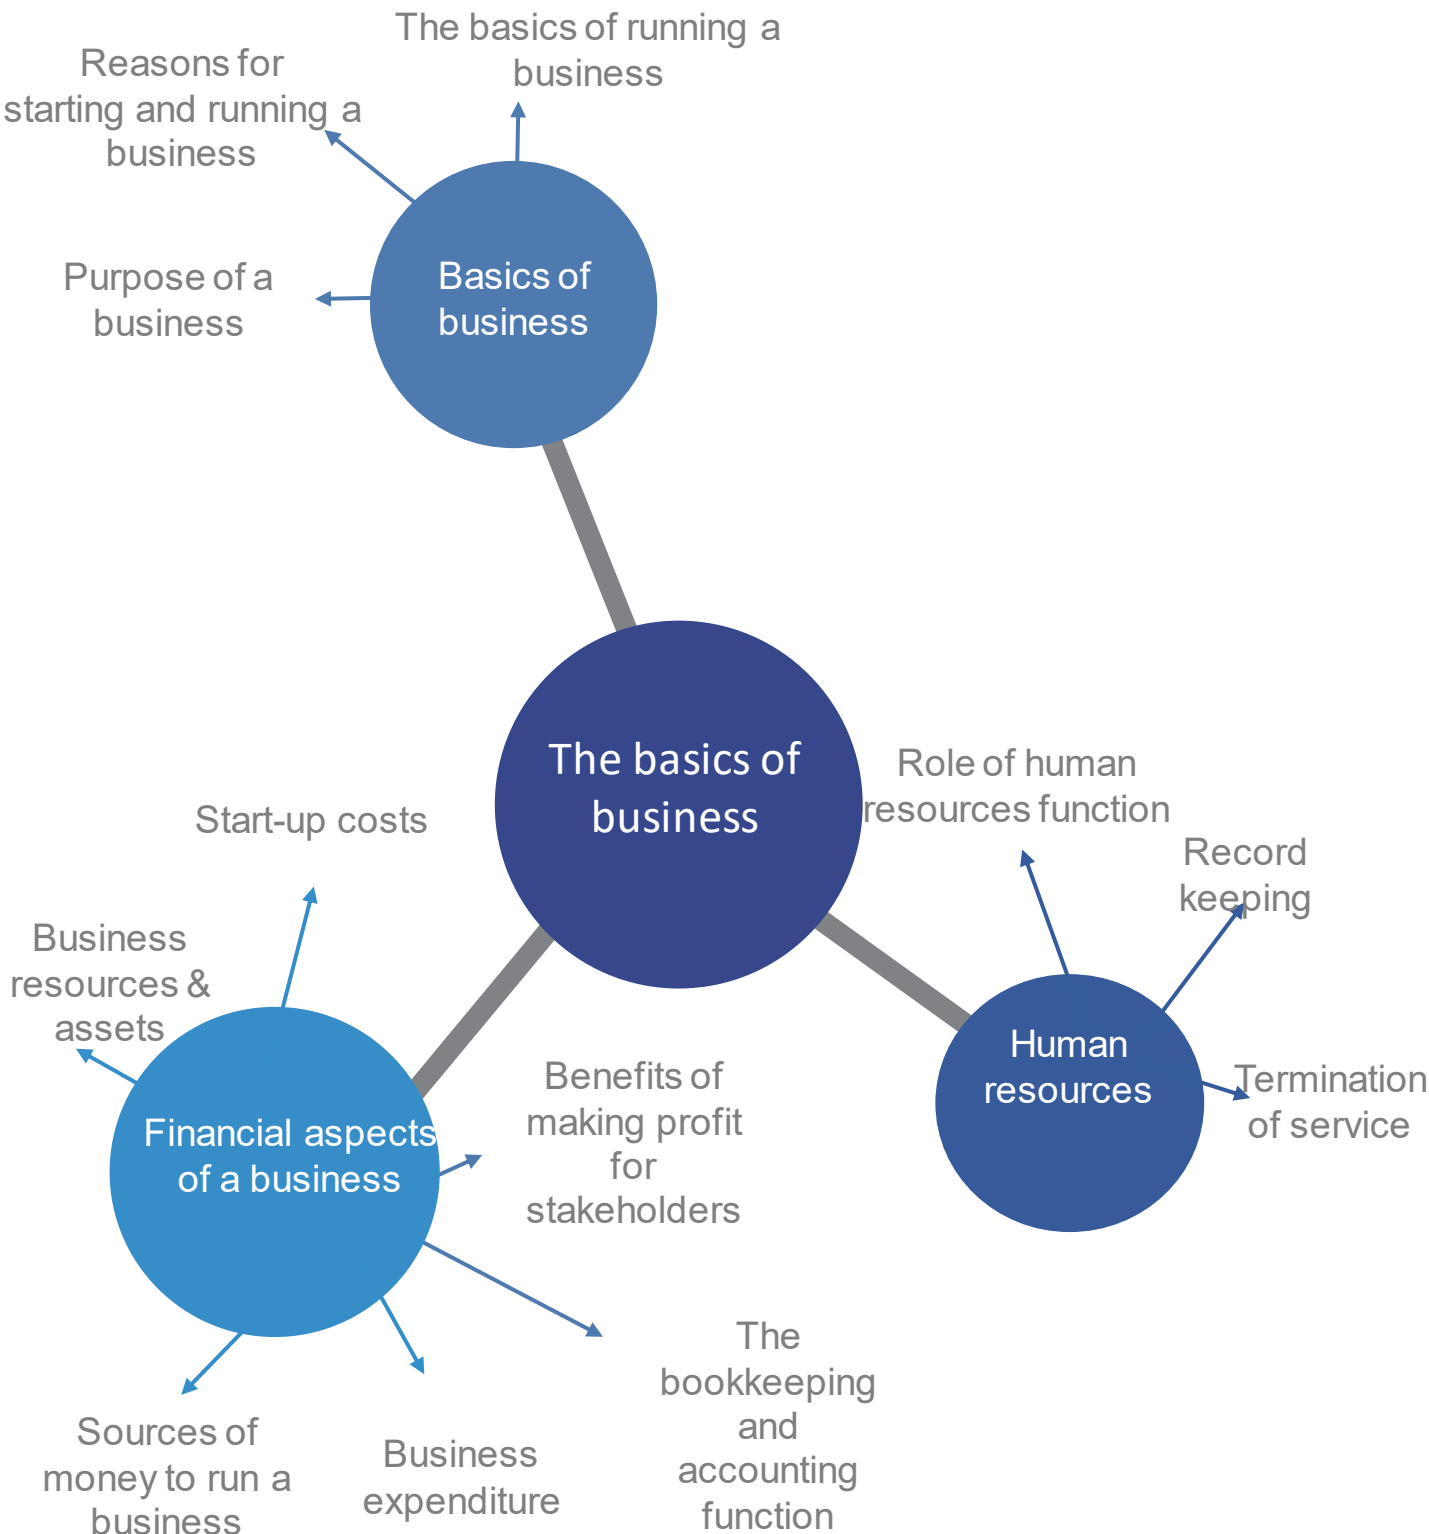 The basics of running a
business
Reasons for
starting and running a
business
Purpose of a
business
Basics of
business
The basics of
business
Role of human
resources function
Record
keeping
Human
resources
Termination
of service
Start-up costs
Business
resources &
assets
Financial aspects
of a business
Benefits of
making profit
for
stakeholders
The
bookkeeping
and
accounting
function
Business
expenditure
Sources of
money to run a
business